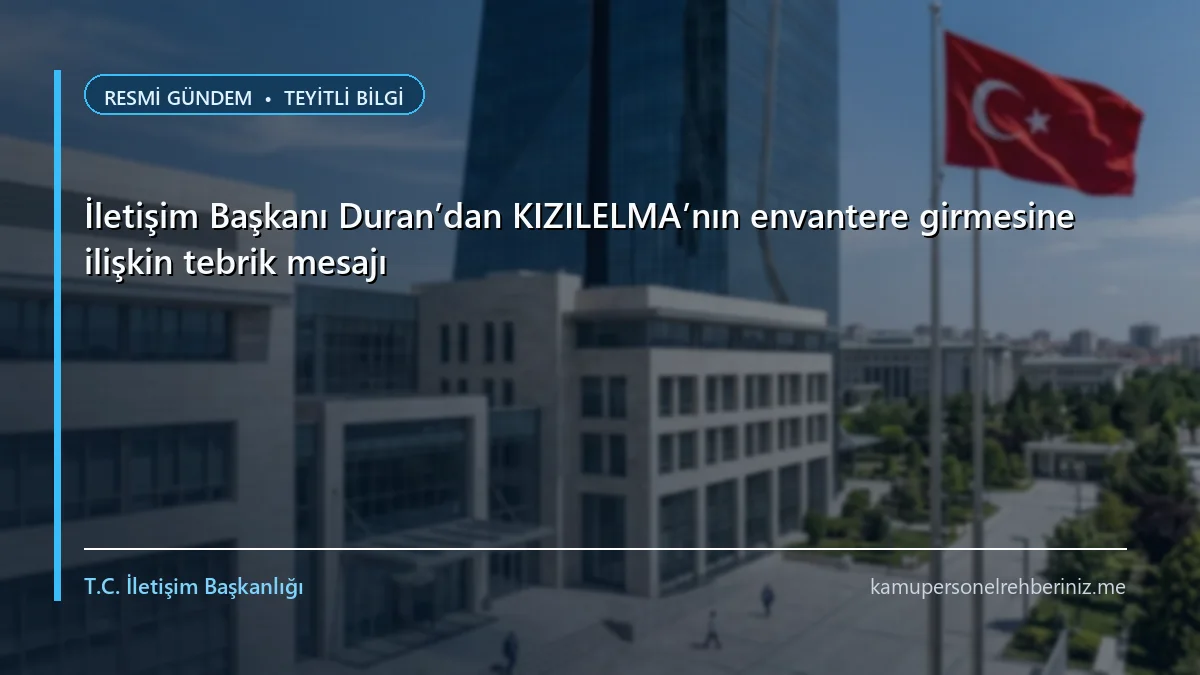 RESMİ GÜNDEM • TEYİTLİ BİLGİ
İletişim Başkanı Duran’dan KIZILELMA’nın envantere girmesine
ilişkin tebrik mesajı
T.C. İletişim Başkanlığı
kamupersonelrehberiniz.me